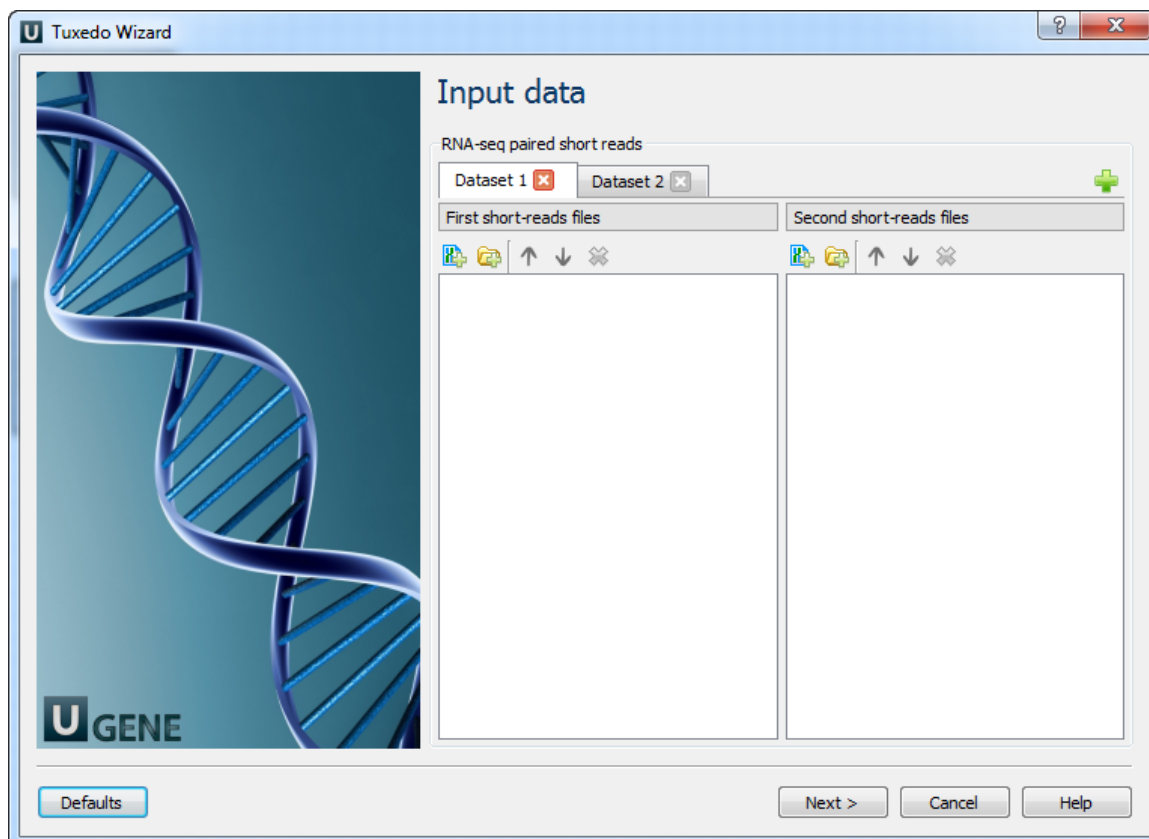 U Tuxedo Wizard
?
Input data
RNA-seq paired short reads
Dataset 1 Dataset 2
First short-reads files Second short-reads files
U GENE
Defaults Next > Cancel Help